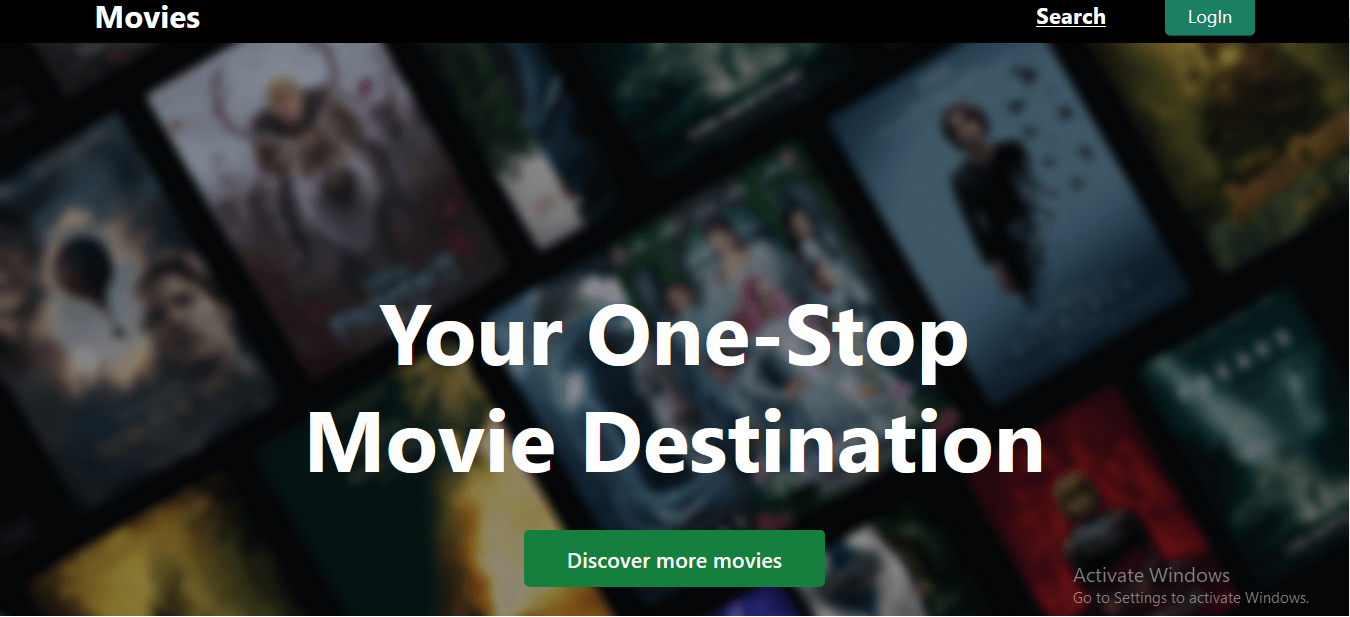 Movies
Search
LogIn
Your One-Stop
Movie Destination
Discover more movies
Activate Windows
Go to Settings to activate Windows.